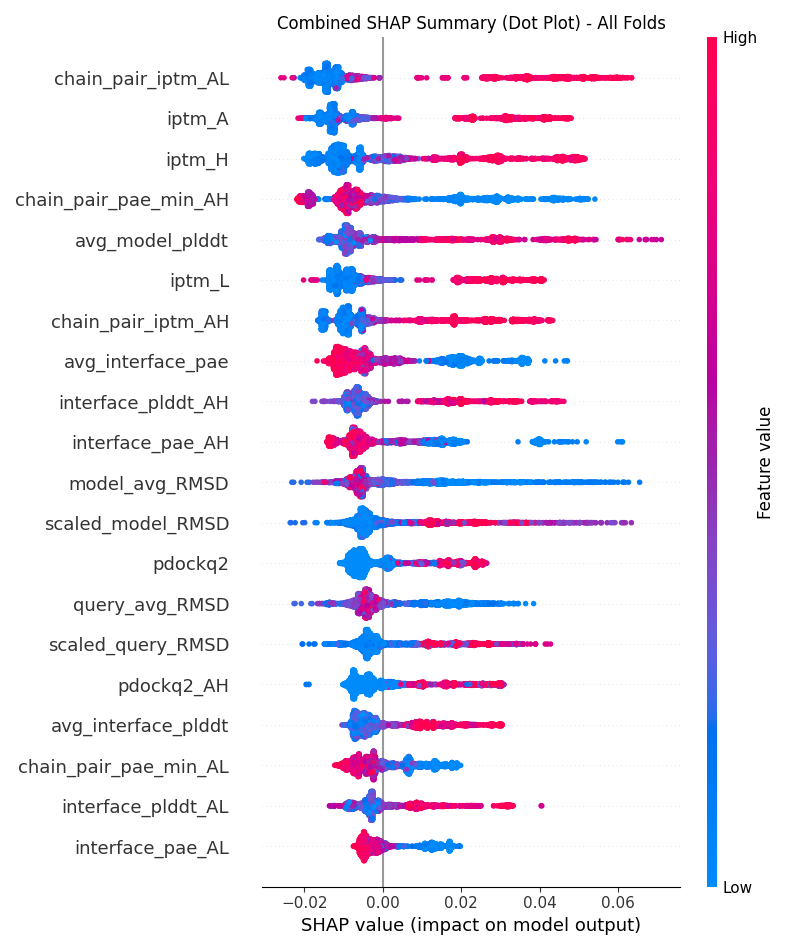 Combined SHAP Summary (Dot Plot) - All Folds
High
chain_pair_iptm_AL
iptm_A
iptm_H
chain_pair_pae_min_AH
avg_model_plddt
iptm_L
chain_pair_iptm_AH
avg_interface_pae
interface_plddt_AH
interface_pae_AH
model_avg_RMSD
scaled_model_RMSD
pdockq2
query_avg_RMSD
scaled_query_RMSD
pdockq2_AH
avg_interface_plddt
chain_pair_pae_min_AL
interface_plddt_AL
interface_pae_AL
Feature value
Low
−0.02 0.00 0.02 0.04 0.06
SHAP value (impact on model output)